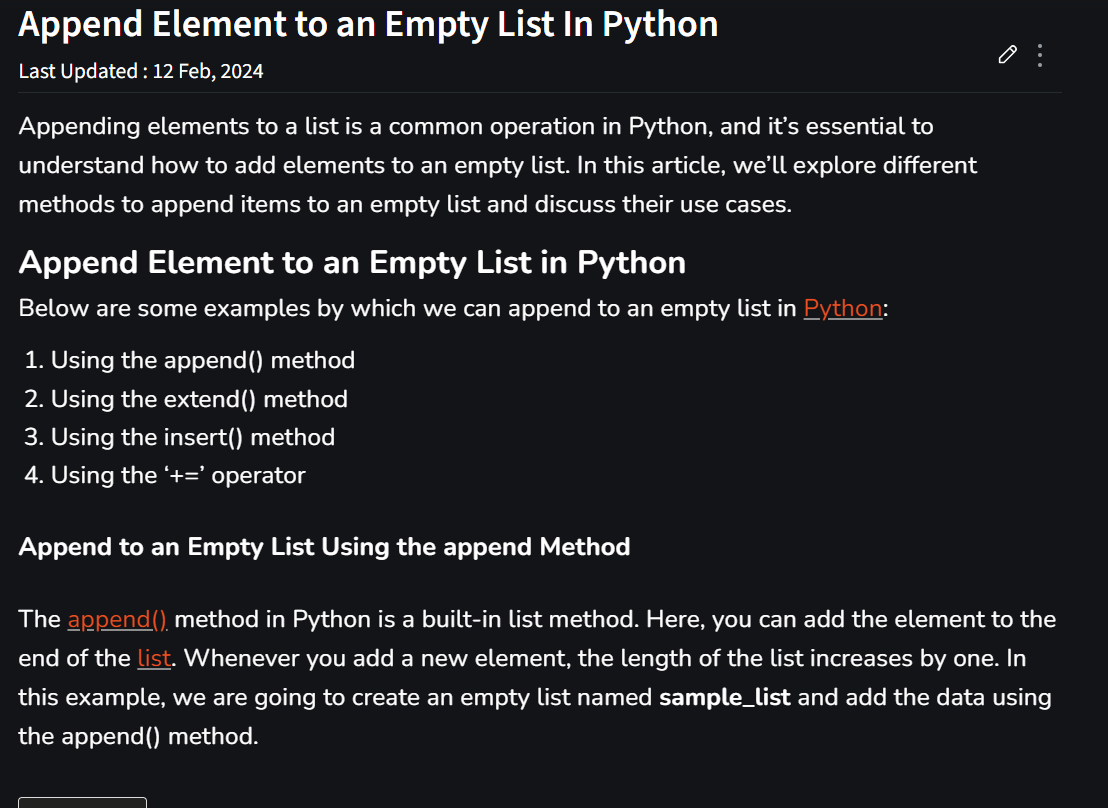 Append Element to an Empty List In Python
Last Updated : 12 Feb, 2024
Appending elements to a list is a common operation in Python, and it’s essential to
understand how to add elements to an empty list. In this article, we’ll explore different
methods to append items to an empty list and discuss their use cases.
Append Element to an Empty List in Python
Below are some examples by which we can append to an empty list in Python:
1. Using the append() method
2. Using the extend() method
3. Using the insert() method
4. Using the ‘+=’ operator
Append to an Empty List Using the append Method
The append() method in Python is a built-in list method. Here, you can add the element to the
end of the list. Whenever you add a new element, the length of the list increases by one. In
this example, we are going to create an empty list named sample_list and add the data using
the append() method.